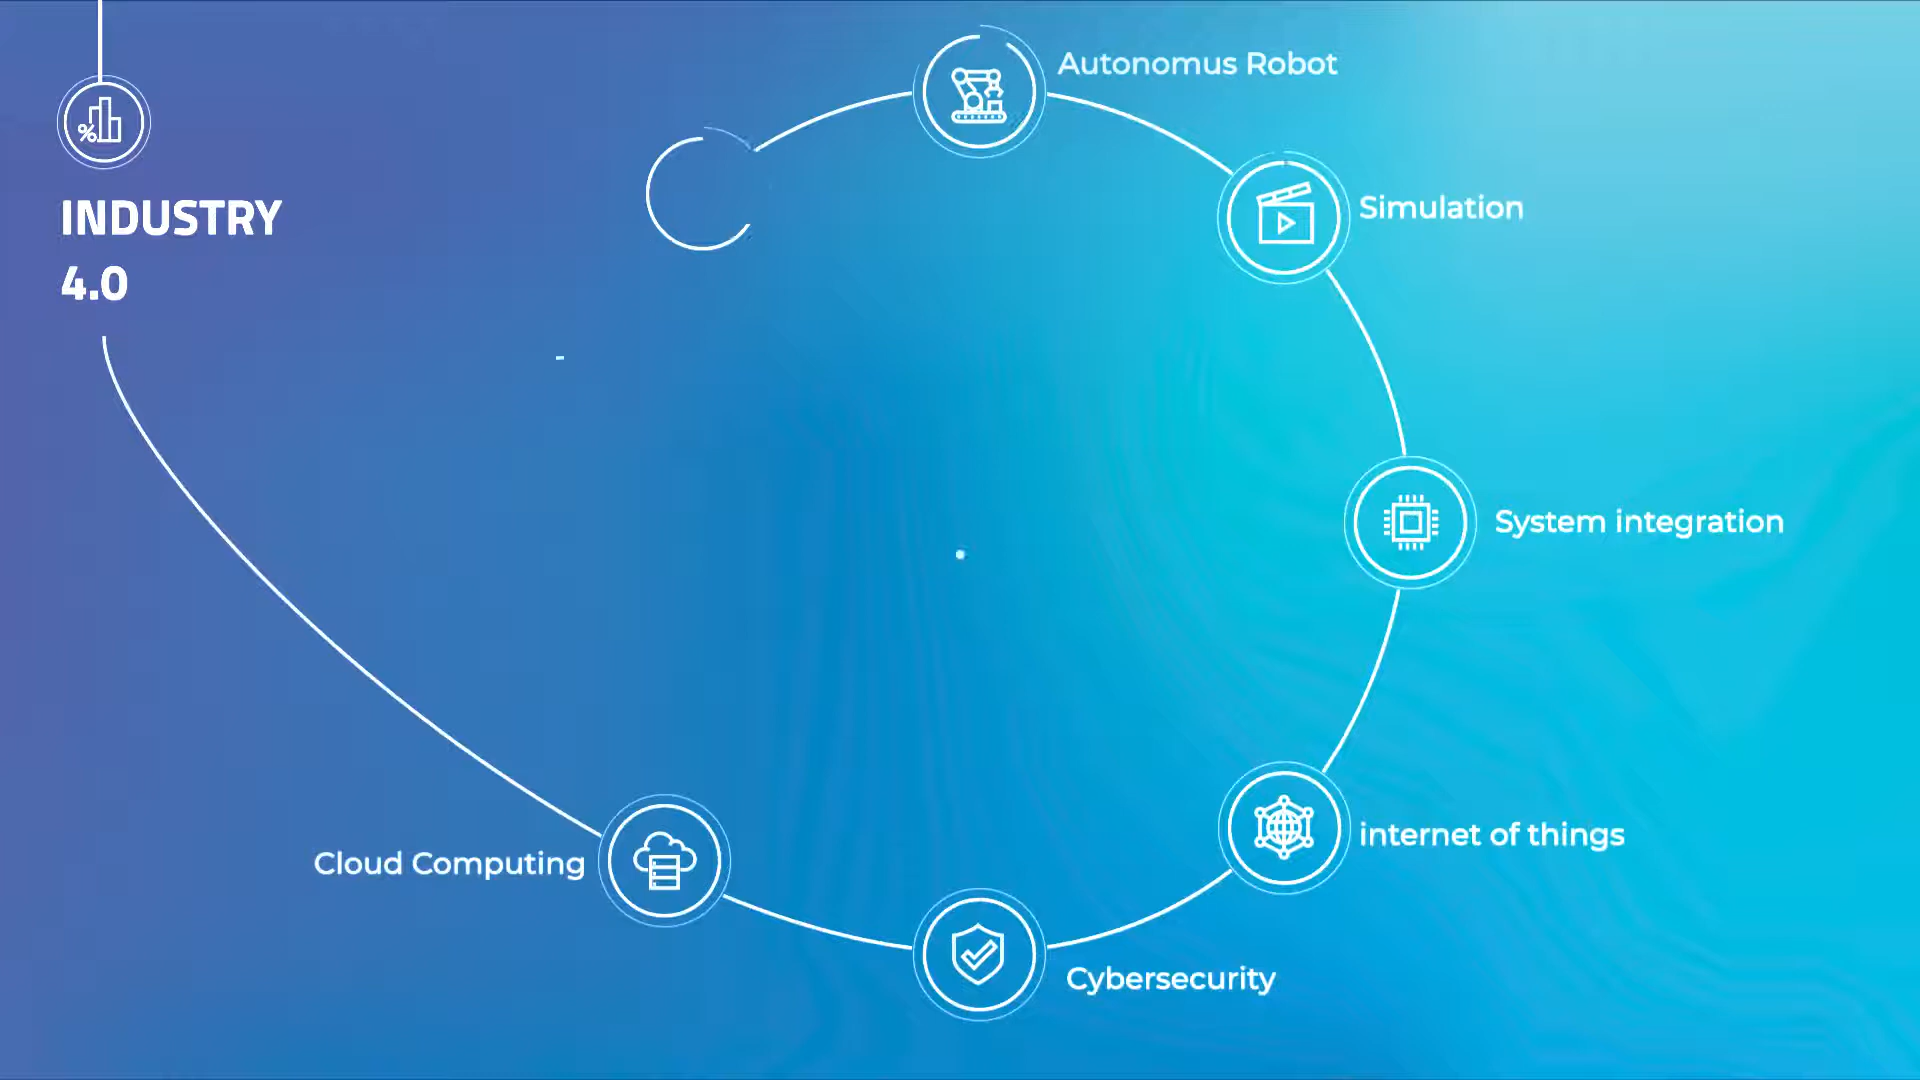 %
INDUSTRY
4.0
Autonomus Robot
Simulation
System integration
internet of things
Cybersecurity
Cloud Computing